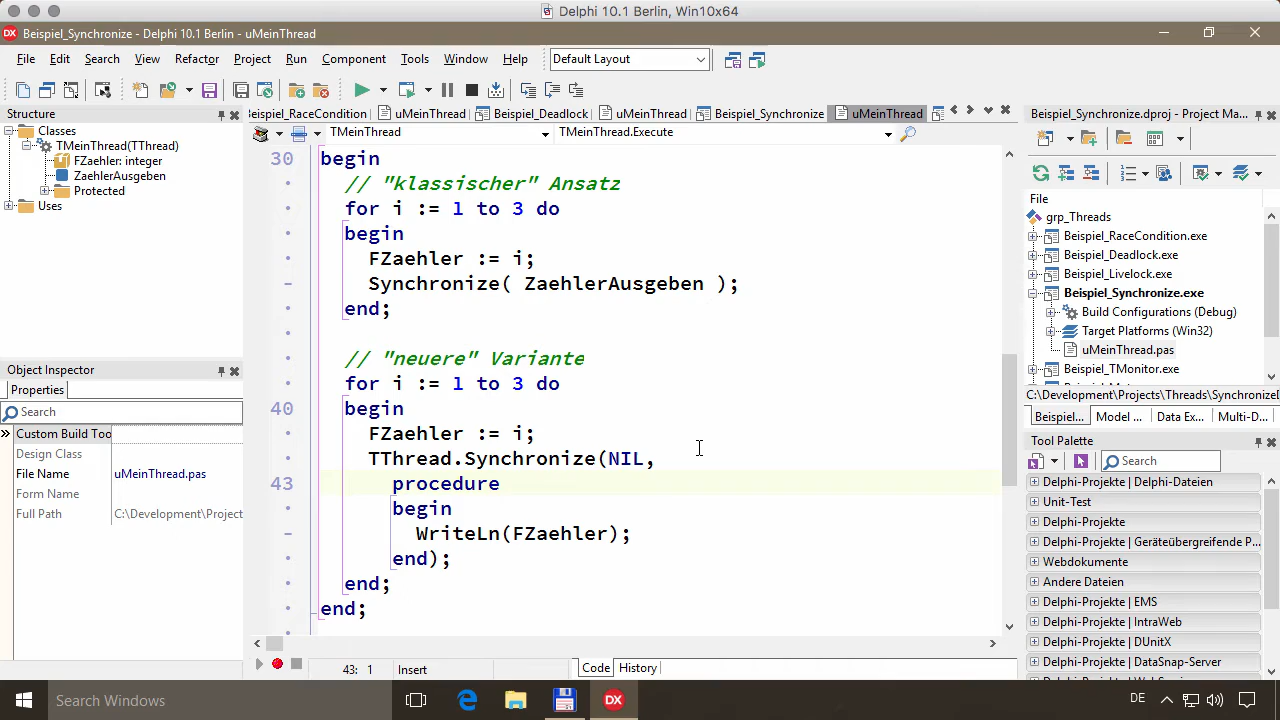 Delphi 10.1 Berlin, Win10x64
DX Beispiel_Synchronize - Delphi 10.1 Berlin - uMeinThread
File Edit Search View Refactor Project Run Component Tools Window Help Default Layout
Structure
Classes
TMeinThread(TThread)
FZaehler: integer
ZaehlerAusgeben
Protected
Uses
Object Inspector
Properties
Search
Custom Build Too
Design Class
File Name uMeinThread.pas
Form Name
Full Path C:\Development\Project
Beispiel_RaceCondition uMeinThread Beispiel_Deadlock uMeinThread Beispiel_Synchronize uMeinThread
TMeinThread TMeinThread.Execute
30 begin
// "klassischer" Ansatz
for i := 1 to 3 do
begin
FZaehler := i;
Synchronize( ZaehlerAusgeben );
end;
// "neuere" Variante
for i := 1 to 3 do
40 begin
FZaehler := i;
TThread.Synchronize(NIL,
43 procedure
begin
WriteLn(FZaehler);
end);
end;
end;
43: 1 Insert Code History
Beispiel_Synchronize.dproj - Project Ma...
File
grp_Threads
Beispiel_RaceCondition.exe
Beispiel_Deadlock.exe
Beispiel_Livelock.exe
Beispiel_Synchronize.exe
Build Configurations (Debug)
Target Platforms (Win32)
uMeinThread.pas
Beispiel_TMonitor.exe
C:\Development\Projects\Threads\SynchronizeD
Beispiel... Model ... Data Ex... Multi-D...
Tool Palette
Search
Delphi-Projekte | Delphi-Dateien
Unit-Test
Delphi-Projekte
Delphi-Projekte | Geräteübergreifende P...
Webdokumente
Andere Dateien
Delphi-Projekte | EMS
Delphi-Projekte | IntraWeb
Delphi-Projekte | DUnitX
Delphi-Projekte | DataSnap-Server
Search Windows DX DE